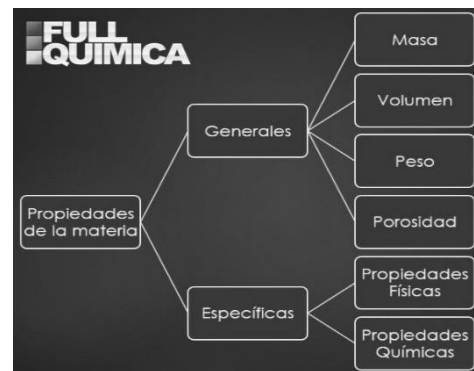 FULL
QUIMICA
Propiedades
de la materia
Generales
Masa
Volumen
Peso
Porosidad
Específicas
Propiedades
Físicas
Propiedades
Químicas